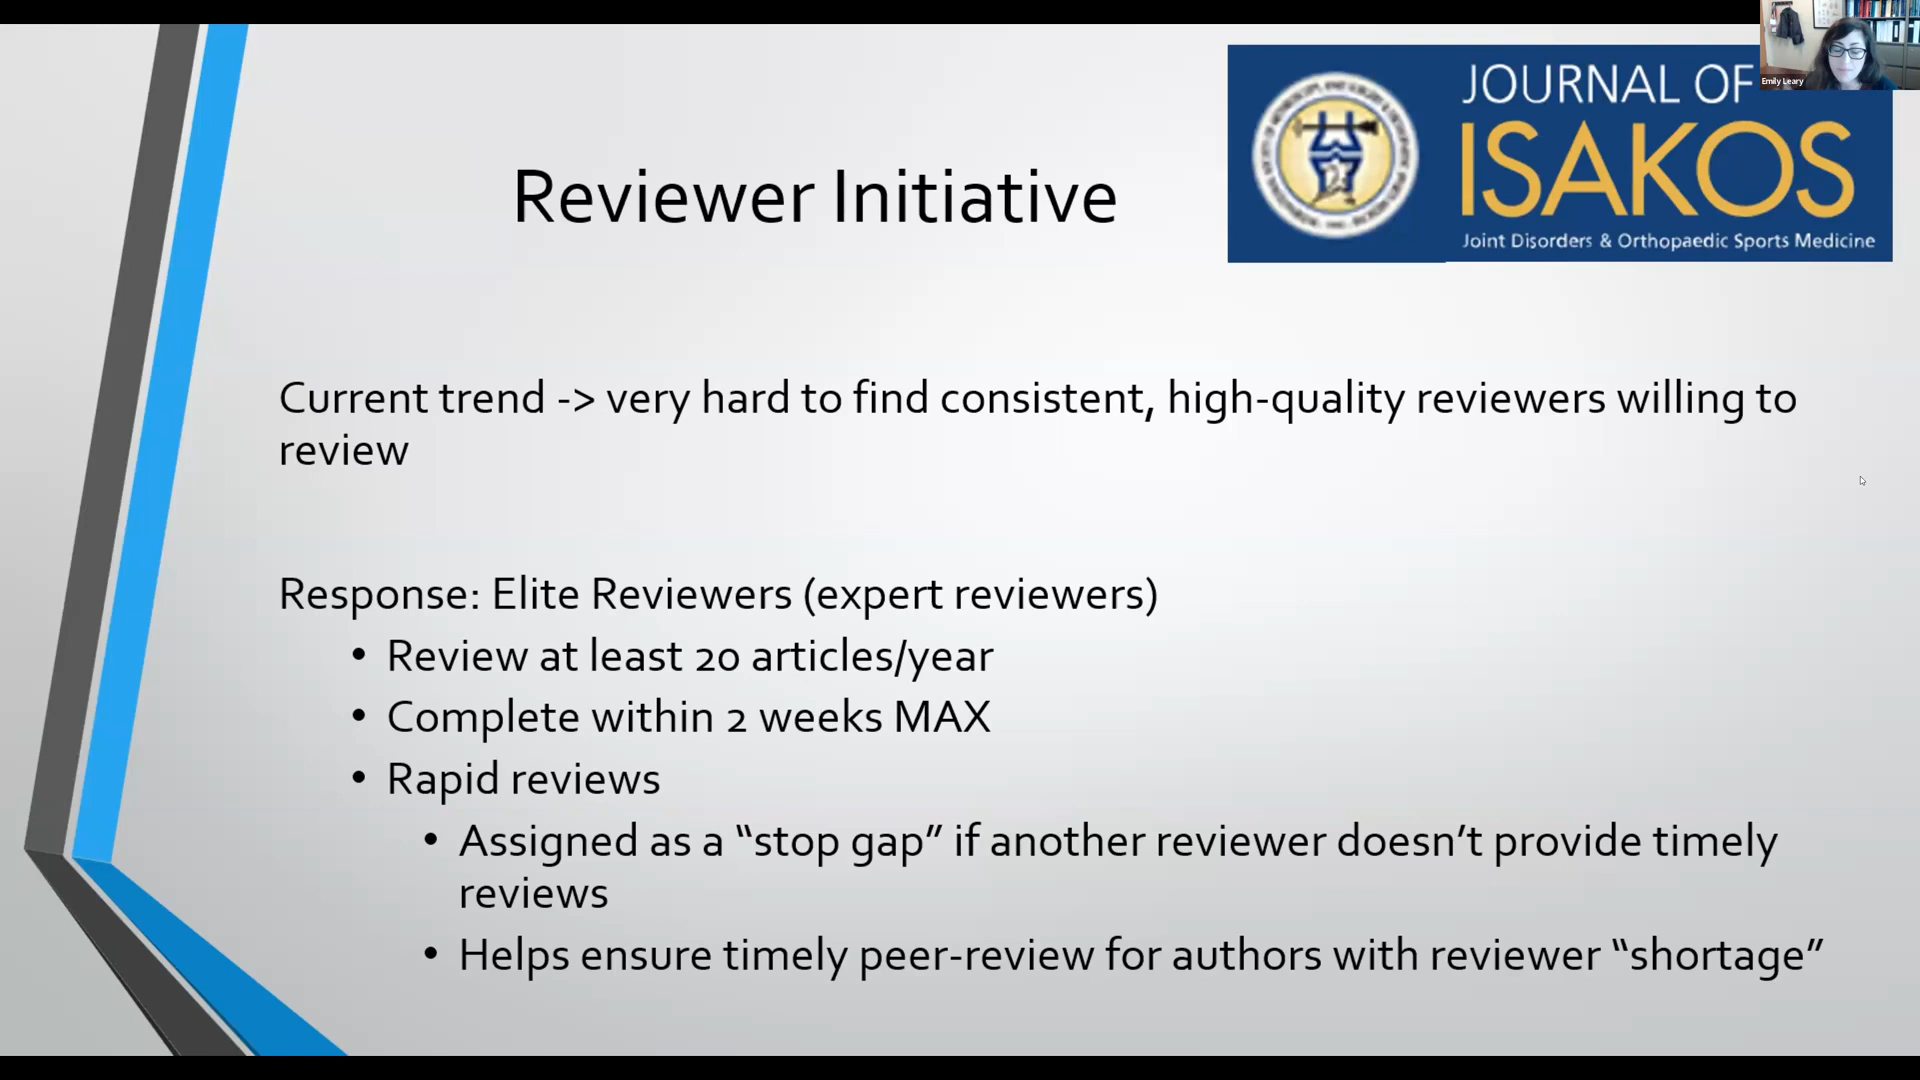 Emily Leary
JOURNAL OF
ISAKOS
Joint Disorders & Orthopaedic Sports Medicine
Reviewer Initiative
Current trend -> very hard to find consistent, high-quality reviewers willing to
review
Response: Elite Reviewers (expert reviewers)
• Review at least 20 articles/year
• Complete within 2 weeks MAX
• Rapid reviews
• Assigned as a “stop gap” if another reviewer doesn’t provide timely
reviews
• Helps ensure timely peer-review for authors with reviewer “shortage”